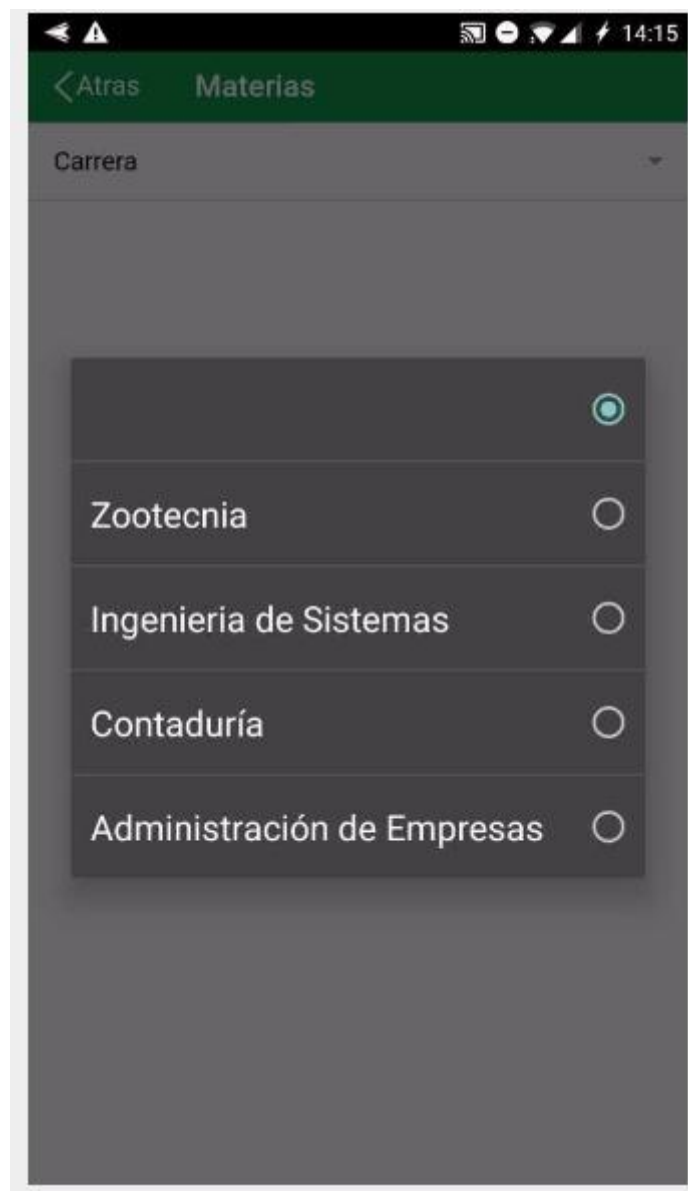 14:15
Atras Materias
Carrera
Zootecnia
Ingenieria de Sistemas
Contaduría
Administración de Empresas